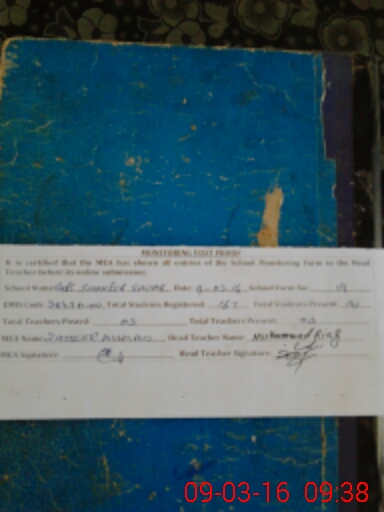 MONITORING VISIT PROOF
It is certified that the MEA has shown all entries of the School Monitoring Form to the Head
Teacher before its online submission.
School Name: Date: 9-03-16 School Form No:
EMIS Code: Total Students Registered: Total Students Present:
Total Teachers Posted: 03 Total Teachers Present: 03
MEA Name: ZAHEER AHMAD Head Teacher Name: Muhammad Riaz
MEA Signature: Head Teacher Signature:
09-03-16 09:38